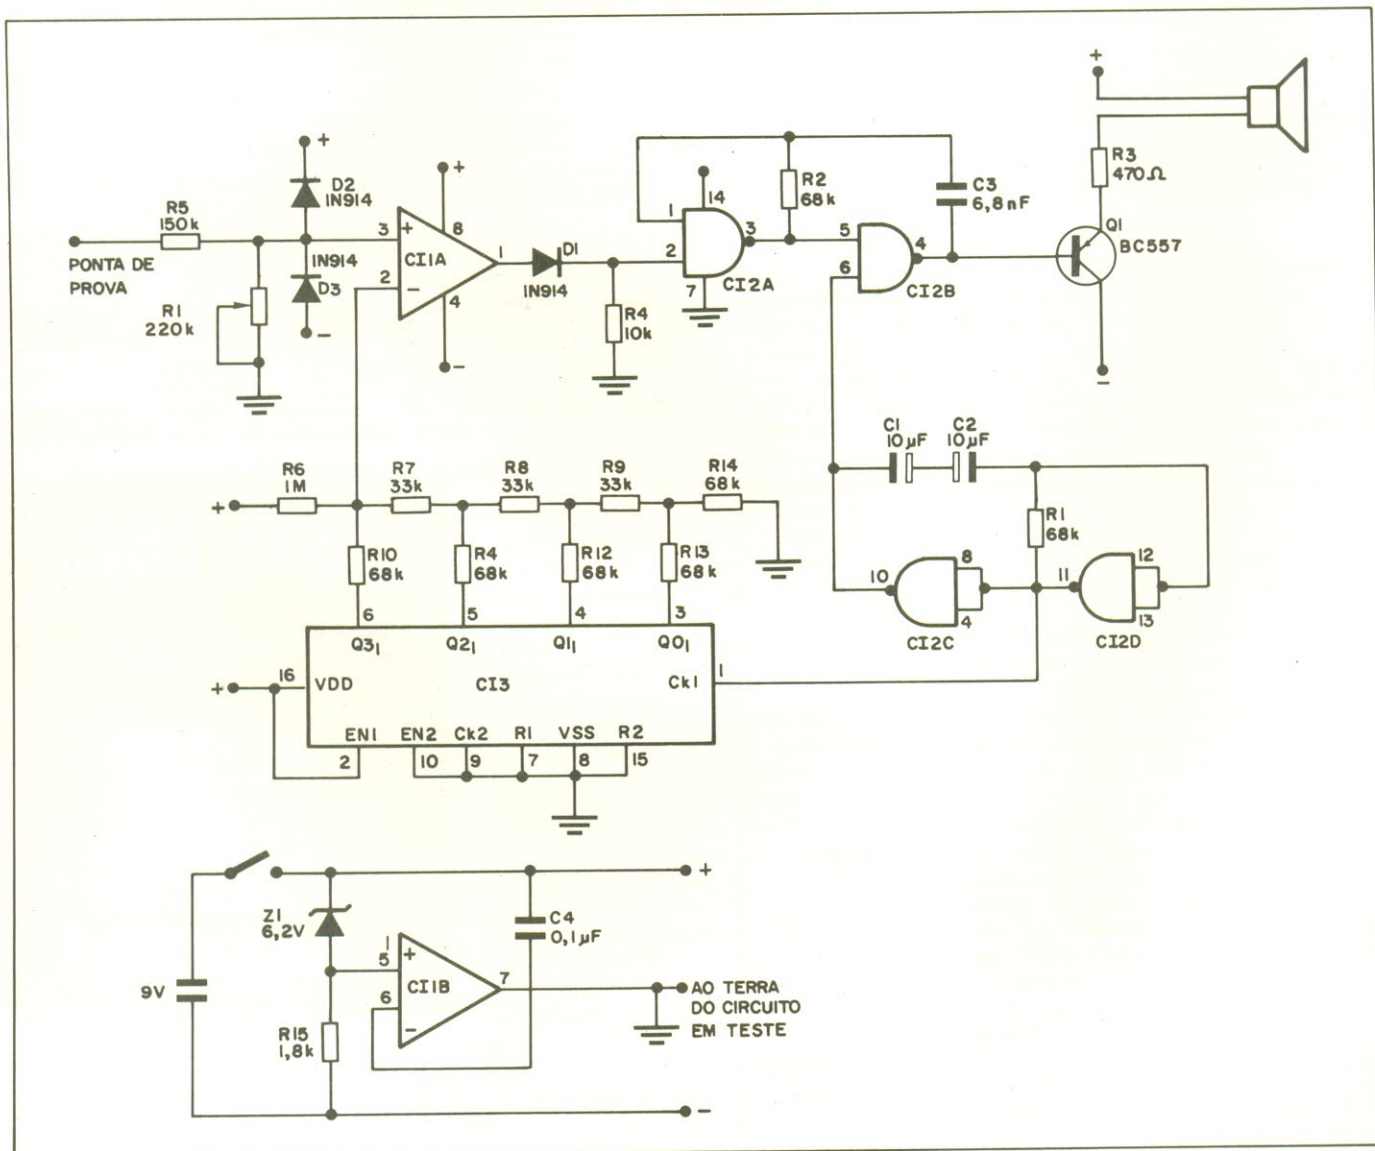 +
+
R3
470Ω
Q1
BC557
−
R5
150k
PONTA DE
PROVA
R1
220k
+
D2
1N914
1N914
D3
−
+
3
+
8
CI1A
1
2
−
4
−
D1
1N914
R4
10k
1
14
2
3
7
CI2A
R2
68k
C3
6,8nF
5
6
4
CI2B
C1
10µF
C2
10µF
R1
68k
10
8
4
CI2C
11
12
13
CI2D
+
R6
1M
R7
33k
R8
33k
R9
33k
R14
68k
R10
68k
R4
68k
R12
68k
R13
68k
6
5
4
3
Q3₁
Q2₁
Q1₁
Q0₁
+
16
VDD
CI3
Ck1
1
EN1
EN2
Ck2
R1
VSS
R2
2
10
9
7
8
15
9V
Z1
6,2V
R15
1,8k
1
5
+
CI1B
6
−
7
C4
0,1µF
+
AO TERRA
DO CIRCUITO
EM TESTE
−